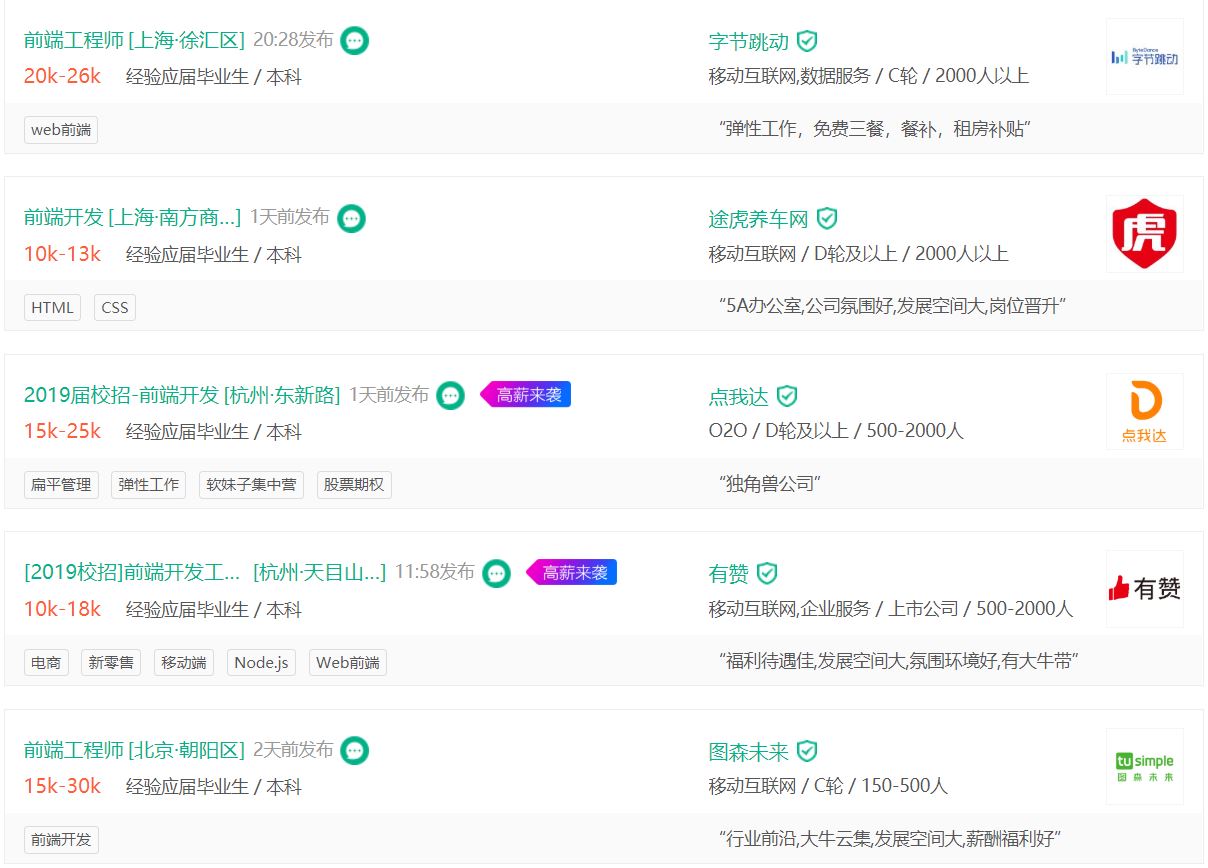 前端工程师 [上海·徐汇区] 20:28发布
20k-26k 经验应届毕业生 / 本科
web前端
字节跳动
移动互联网,数据服务 / C轮 / 2000人以上
“弹性工作，免费三餐，餐补，租房补贴”
ByteDance
字节跳动
前端开发 [上海·南方商...] 1天前发布
10k-13k 经验应届毕业生 / 本科
HTML CSS
途虎养车网
移动互联网 / D轮及以上 / 2000人以上
“5A办公室,公司氛围好,发展空间大,岗位晋升”
虎
2019届校招-前端开发 [杭州·东新路] 1天前发布 高薪来袭
15k-25k 经验应届毕业生 / 本科
扁平管理 弹性工作 软妹子集中营 股票期权
点我达
O2O / D轮及以上 / 500-2000人
“独角兽公司”
点我达
[2019校招]前端开发工... [杭州·天目山...] 11:58发布 高薪来袭
10k-18k 经验应届毕业生 / 本科
电商 新零售 移动端 Node.js Web前端
有赞
移动互联网,企业服务 / 上市公司 / 500-2000人
“福利待遇佳,发展空间大,氛围环境好,有大牛带”
有赞
前端工程师 [北京·朝阳区] 2天前发布
15k-30k 经验应届毕业生 / 本科
前端开发
图森未来
移动互联网 / C轮 / 150-500人
“行业前沿,大牛云集,发展空间大,薪酬福利好”
tusimple
图森未来